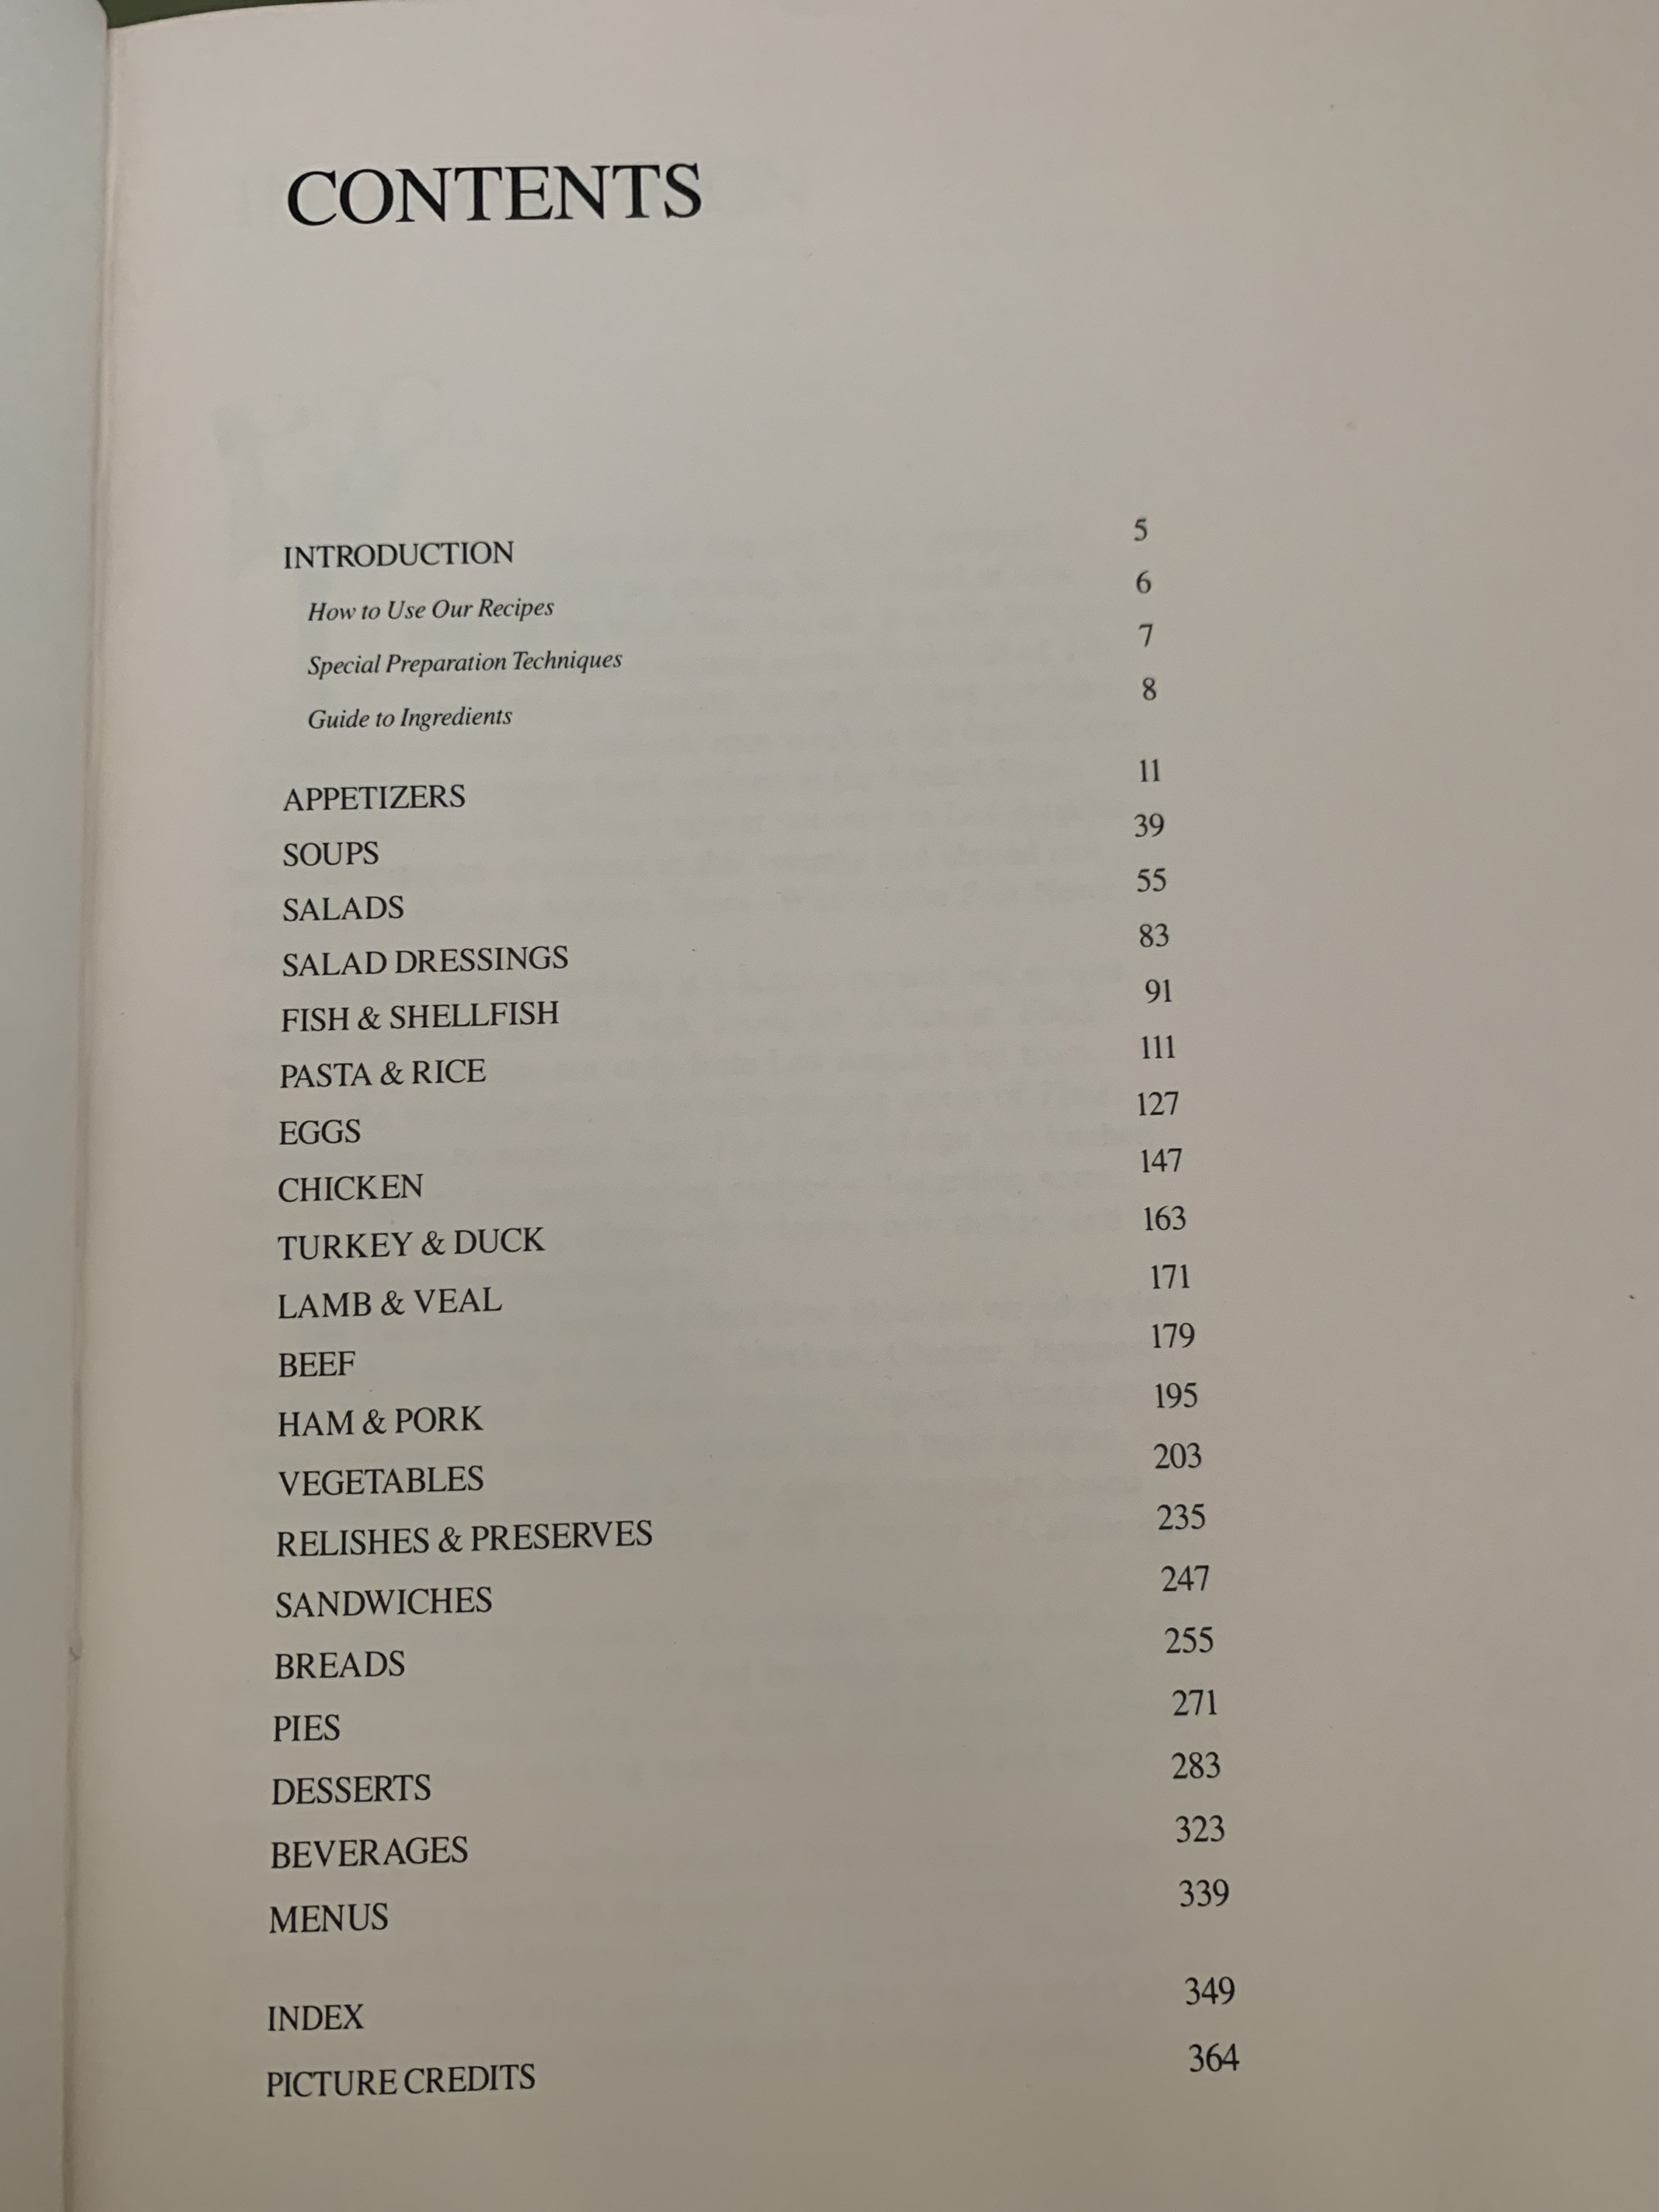 CONTENTS
INTRODUCTION 5
How to Use Our Recipes 6
Special Preparation Techniques 7
Guide to Ingredients 8
APPETIZERS 11
SOUPS 39
SALADS 55
SALAD DRESSINGS 83
FISH & SHELLFISH 91
PASTA & RICE 111
EGGS 127
CHICKEN 147
TURKEY & DUCK 163
LAMB & VEAL 171
BEEF 179
HAM & PORK 195
VEGETABLES 203
RELISHES & PRESERVES 235
SANDWICHES 247
BREADS 255
PIES 271
DESSERTS 283
BEVERAGES 323
MENUS 339
INDEX 349
PICTURE CREDITS 364